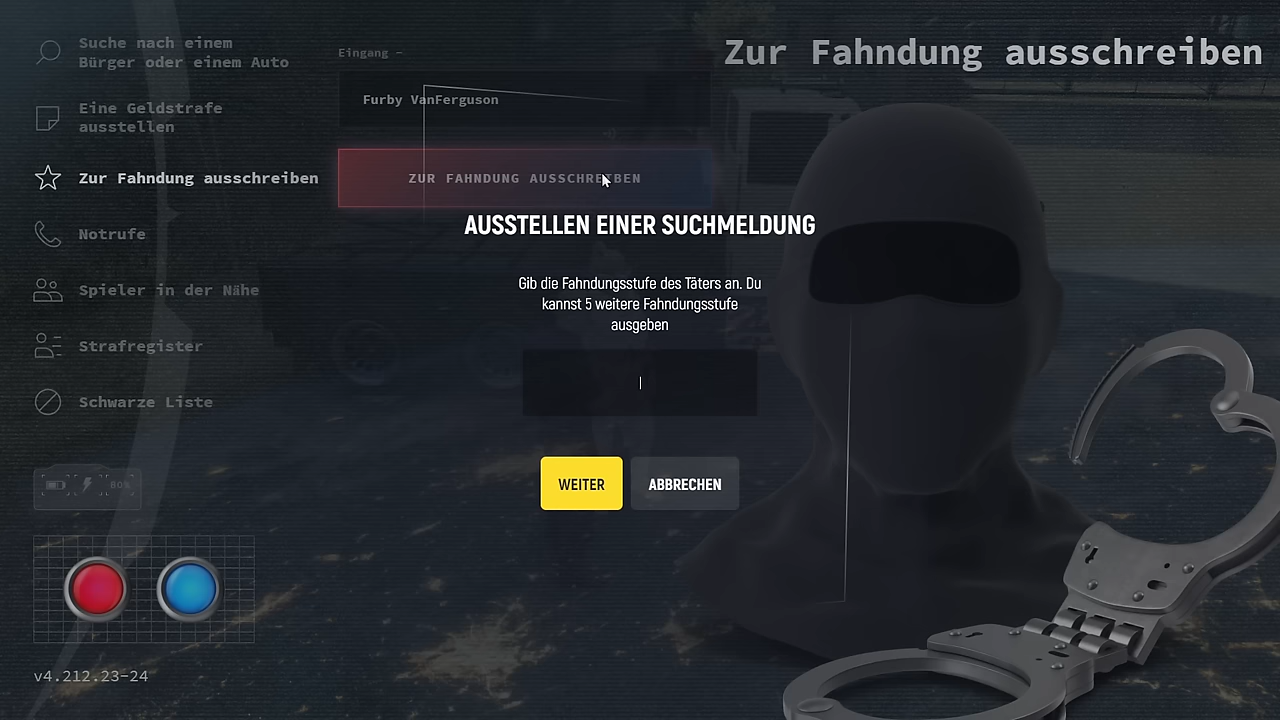 Suche nach einem
Bürger oder einem Auto
Eine Geldstrafe
ausstellen
Zur Fahndung ausschreiben
Notrufe
Spieler in der Nähe
Strafregister
Schwarze Liste
80%
v4.212.23-24
Eingang –
Furby VanFerguson
ZUR FAHNDUNG AUSSCHREIBEN
Zur Fahndung ausschreiben
AUSSTELLEN EINER SUCHMELDUNG
Gib die Fahndungsstufe des Täters an. Du
kannst 5 weitere Fahndungsstufe
ausgeben
WEITER
ABBRECHEN